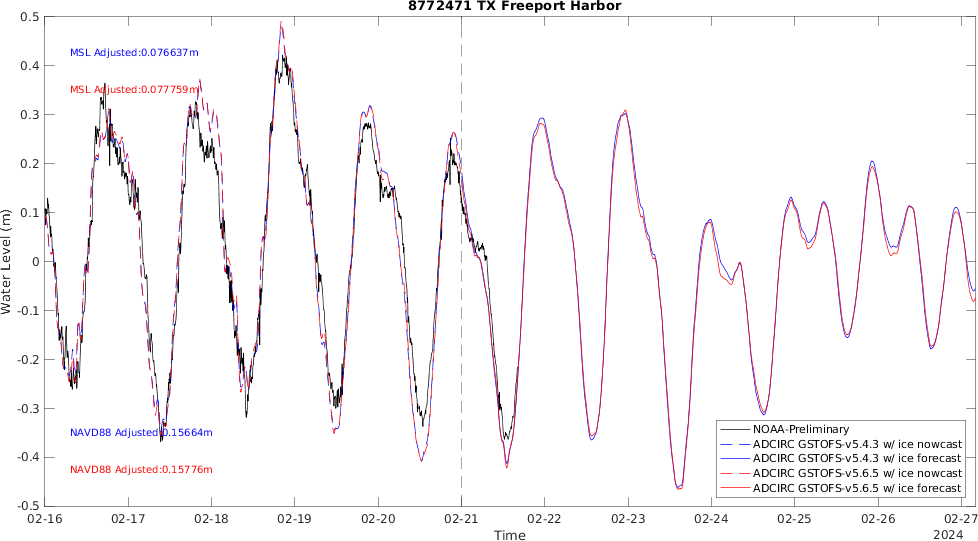 8772471 TX Freeport Harbor
0.5
0.4
0.3
0.2
0.1
0
-0.1
-0.2
-0.3
-0.4
-0.5
Water Level (m)
MSL Adjusted:0.076637m
MSL Adjusted:0.077759m
NAVD88 Adjusted:0.15664m
NAVD88 Adjusted:0.15776m
NOAA-Preliminary
ADCIRC GSTOFS-v5.4.3 w/ ice nowcast
ADCIRC GSTOFS-v5.4.3 w/ ice forecast
ADCIRC GSTOFS-v5.6.5 w/ ice nowcast
ADCIRC GSTOFS-v5.6.5 w/ ice forecast
02-16 02-17 02-18 02-19 02-20 02-21 02-22 02-23 02-24 02-25 02-26 02-27
Time
2024